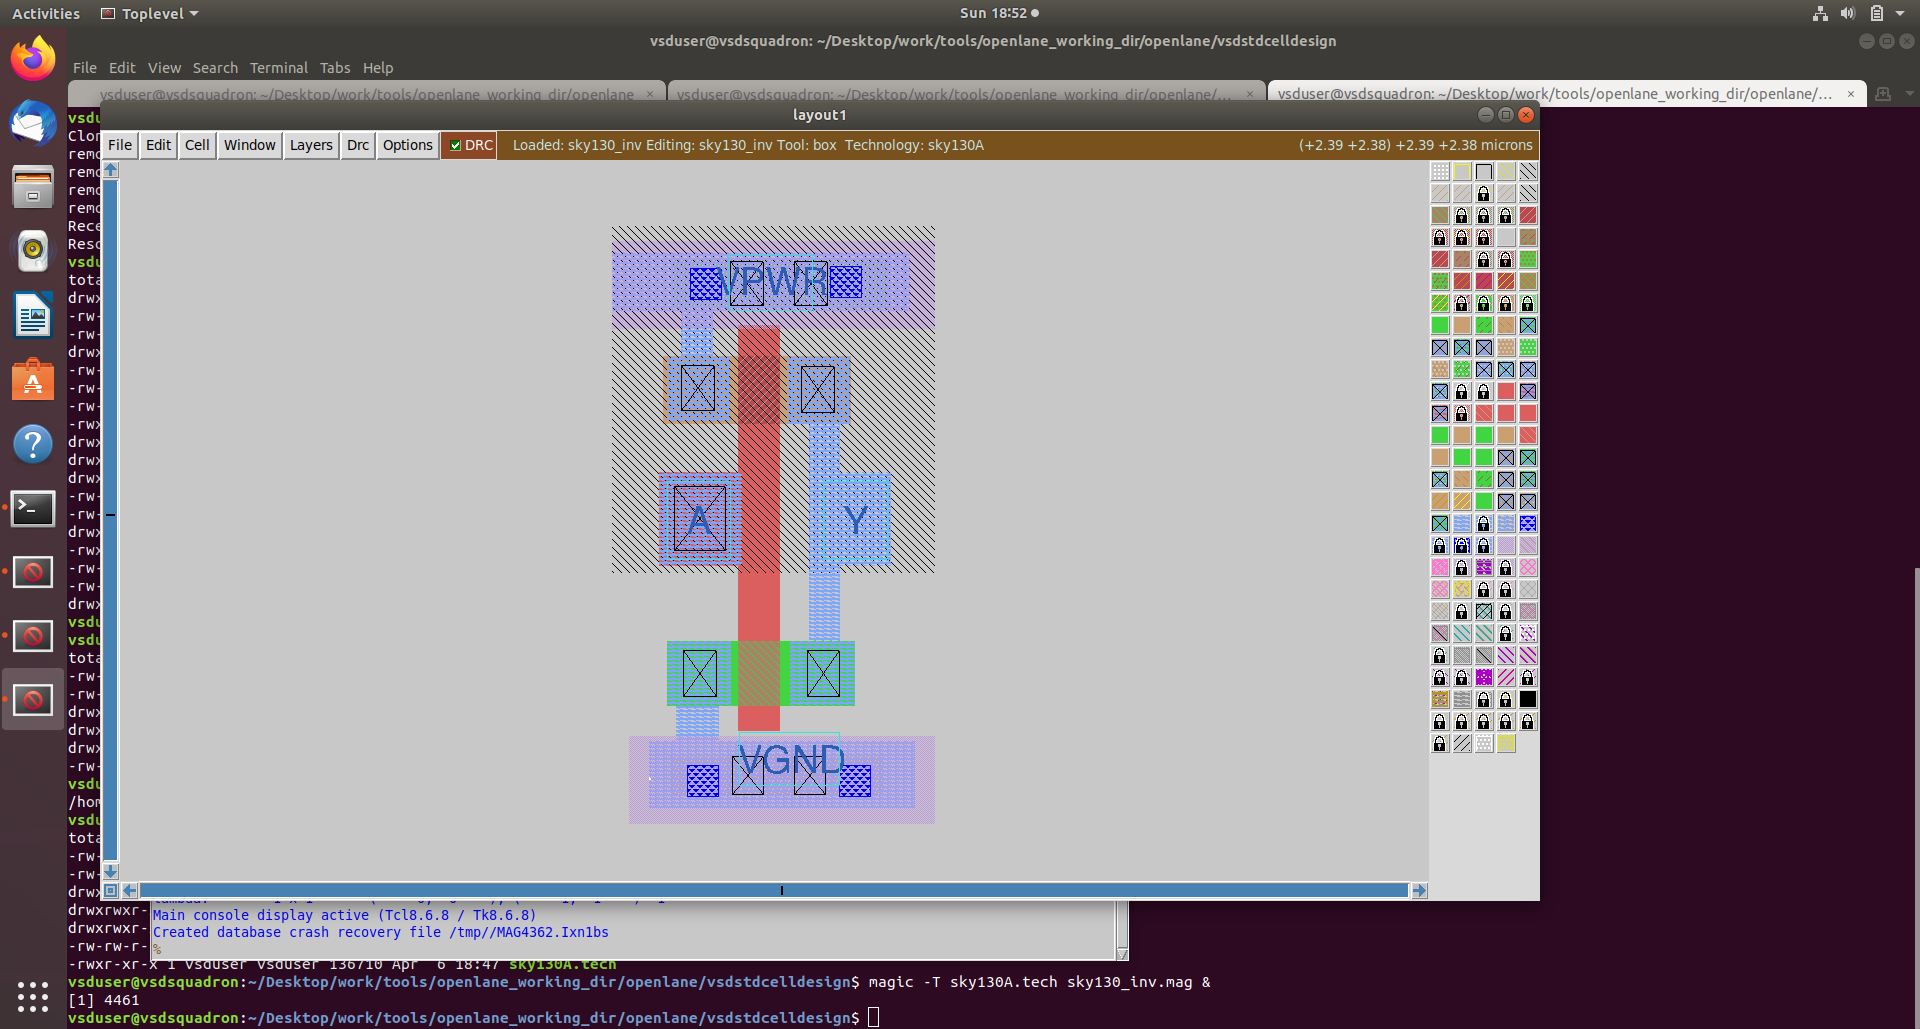 Activities Toplevel Sun 18:52
vsduser@vsdsquadron: ~/Desktop/work/tools/openlane_working_dir/openlane/vsdstdcelldesign
File Edit View Search Terminal Tabs Help
vsduser@vsdsquadron: ~/Desktop/work/tools/openlane_working_dir/openlane × vsduser@vsdsquadron: ~/Desktop/work/tools/openlane_working_dir/openlane/... × vsduser@vsdsquadron: ~/Desktop/work/tools/openlane_working_dir/openlane/... ×
layout1
File Edit Cell Window Layers Drc Options DRC Loaded: sky130_inv Editing: sky130_inv Tool: box Technology: sky130A (+2.39 +2.38) +2.39 +2.38 microns
vsdu
Clon
remo
remo
remo
remo
Rece
Reso
vsdu
tota
drwx
-rw-
-rw-
drwx
-rw-
-rw-
-rw-
-rw-
drwx
drwx
drwx
-rw-
-rw-
drwx
-rw-
-rw-
-rw-
drwx
vsdu
vsdu
tota
-rw-
-rw-
drwx
drwx
drwx
-rw-
vsdu
/hom
vsdu
tota
-rw-
-rw-
drwx
VPWR
A Y
VGND
drwxrwxr-
drwxrwxr-
-rw-rw-r-
Main console display active (Tcl8.6.8 / Tk8.6.8)
Created database crash recovery file /tmp//MAG4362.Ixn1bs
%
-rwxr-xr-x 1 vsduser vsduser 136710 Apr 6 18:47 sky130A.tech
vsduser@vsdsquadron:~/Desktop/work/tools/openlane_working_dir/openlane/vsdstdcelldesign$ magic -T sky130A.tech sky130_inv.mag &
[1] 4461
vsduser@vsdsquadron:~/Desktop/work/tools/openlane_working_dir/openlane/vsdstdcelldesign$